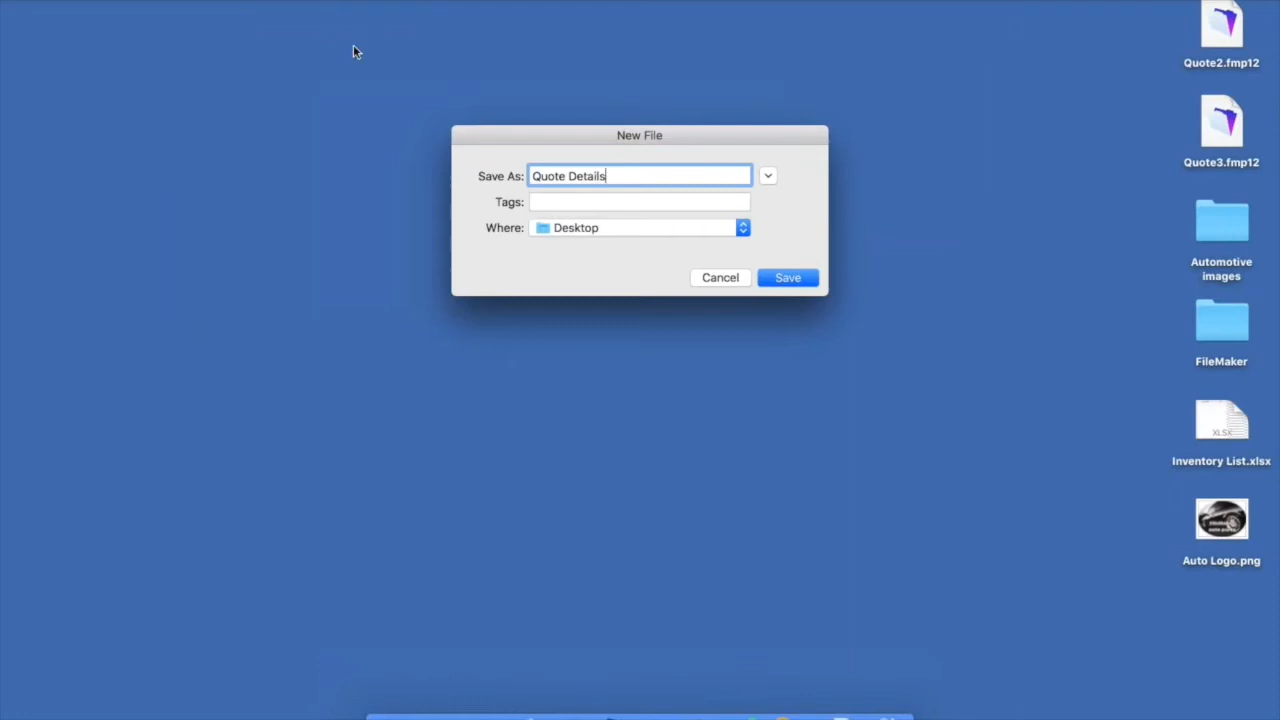 Quote2.fmp12
New File
Save As: Quote Details
Tags:
Where: Desktop
Cancel Save
Quote3.fmp12
Automotive
images
FileMaker
XLSX
Inventory List.xlsx
Auto Logo.png